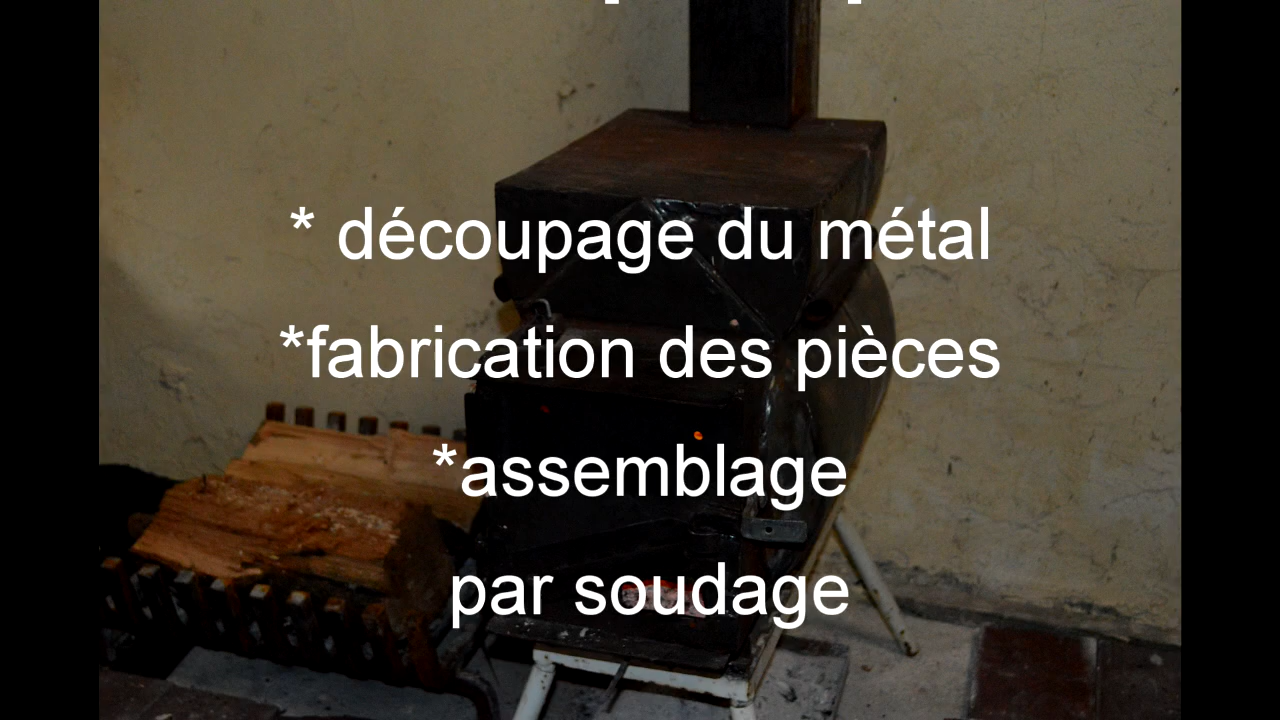 * découpage du métal
*fabrication des pièces
*assemblage
par soudage